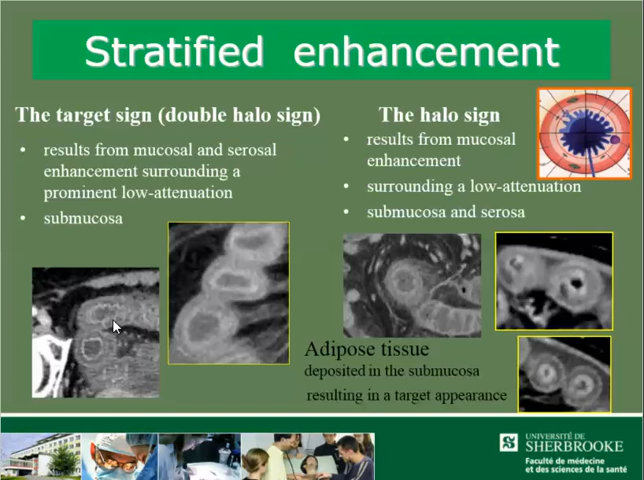 Stratified enhancement
The target sign (double halo sign)
• results from mucosal and serosal
enhancement surrounding a
prominent low-attenuation
• submucosa
The halo sign
• results from mucosal
enhancement
• surrounding a low-attenuation
• submucosa and serosa
Adipose tissue
deposited in the submucosa
resulting in a target appearance
S
UNIVERSITÉ DE
SHERBROOKE
Faculté de médecine
et des sciences de la santé